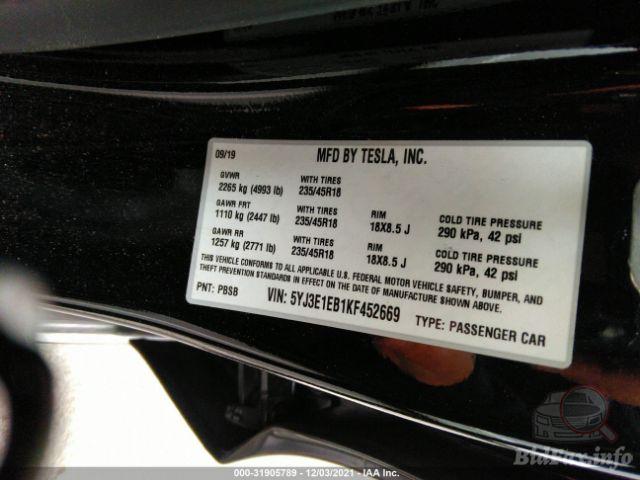 09/19 MFD BY TESLA, INC.
GVWR WITH TIRES
2265 kg (4993 lb) 235/45R18
GAWR FRT WITH TIRES RIM COLD TIRE PRESSURE
1110 kg (2447 lb) 235/45R18 18X8.5 J 290 kPa, 42 psi
GAWR RR WITH TIRES RIM COLD TIRE PRESSURE
1257 kg (2771 lb) 235/45R18 18X8.5 J 290 kPa, 42 psi
THIS VEHICLE CONFORMS TO ALL APPLICABLE U.S. FEDERAL MOTOR VEHICLE SAFETY, BUMPER, AND
THEFT PREVENTION STANDARDS IN EFFECT ON THE DATE OF MANUFACTURE SHOWN ABOVE.
PNT: PBSB VIN: 5YJ3E1EB1KF452669 TYPE: PASSENGER CAR
BidFax.info
000-31905789 - 12/03/2021 - IAA Inc.